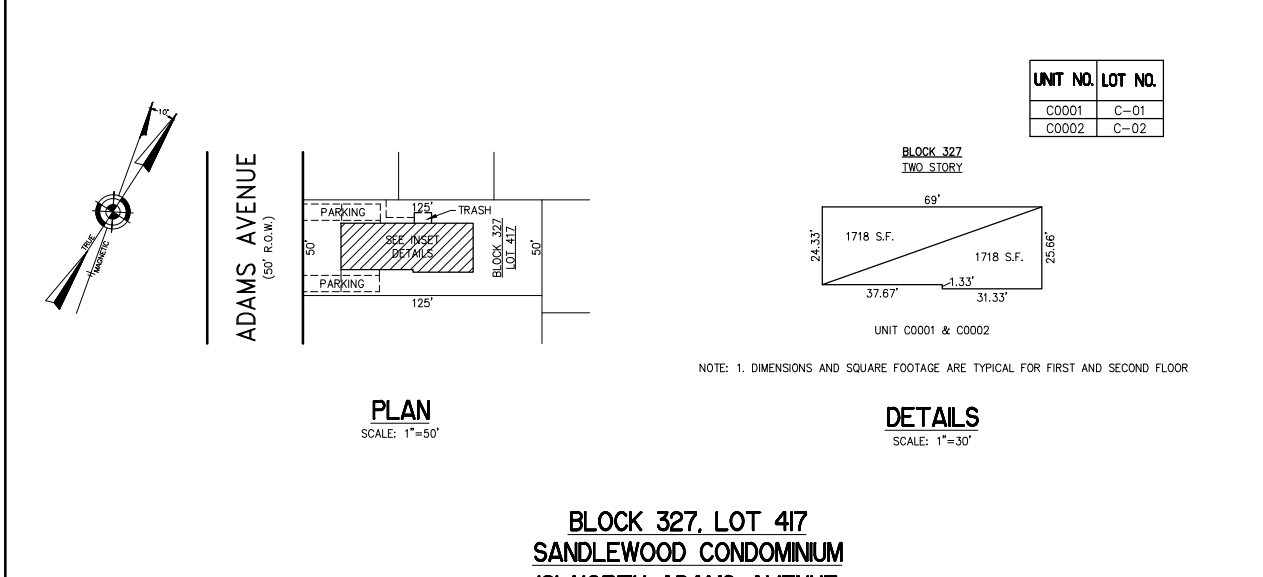 10°
TRUE
MAGNETIC
ADAMS AVENUE
(50' R.O.W.)
PARKING
125'
TRASH
50'
SEE INSET
DETAILS
BLOCK 327
LOT 417
50'
PARKING
125'
PLAN
SCALE: 1"=50'
UNIT NO. LOT NO.
C0001 C-01
C0002 C-02
BLOCK 327
TWO STORY
69'
24.33'
1718 S.F.
1718 S.F.
25.66'
37.67'
1.33'
31.33'
UNIT C0001 & C0002
NOTE: 1. DIMENSIONS AND SQUARE FOOTAGE ARE TYPICAL FOR FIRST AND SECOND FLOOR
DETAILS
SCALE: 1"=30'
BLOCK 327, LOT 417
SANDLEWOOD CONDOMINIUM
NORTH ADAMS AVENUE